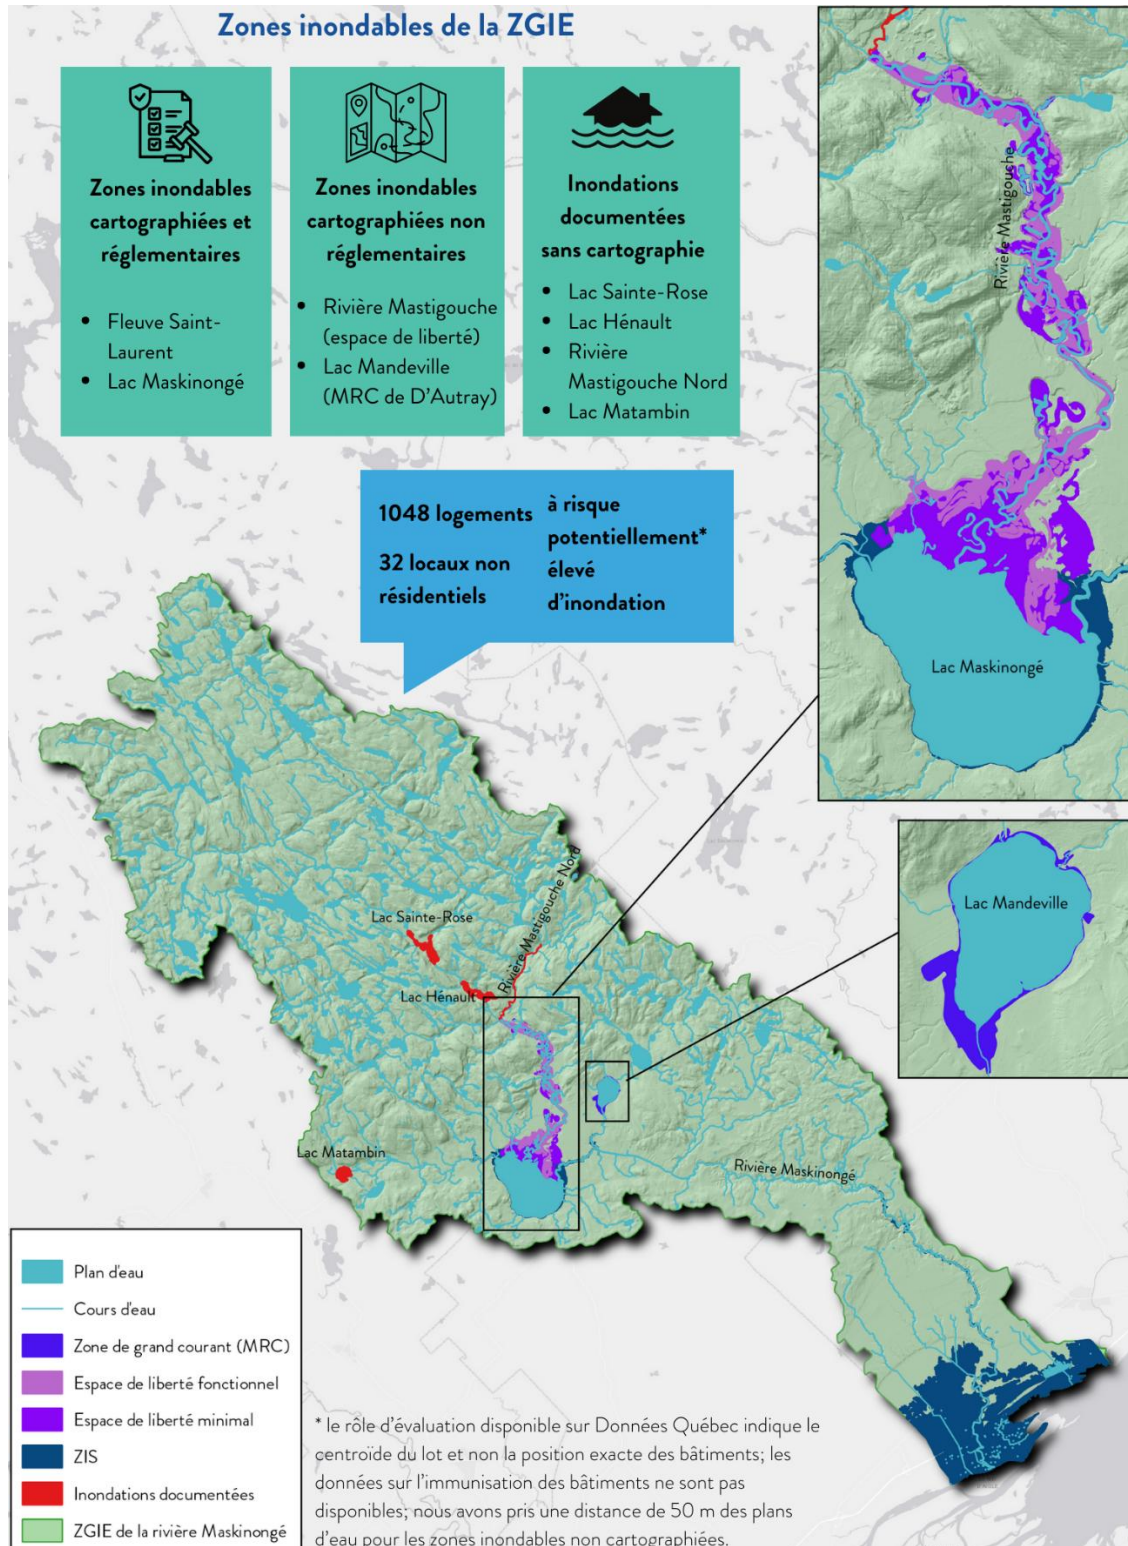 Zones inondables de la ZGIE
Zones inondables
cartographiées et
réglementaires
• Fleuve Saint-
Laurent
• Lac Maskinongé
Zones inondables
cartographiées non
réglementaires
• Rivière Mastigouche
(espace de liberté)
• Lac Mandeville
(MRC de D'Autray)
Inondations
documentées
sans cartographie
• Lac Sainte-Rose
• Lac Hénault
• Rivière
Mastigouche Nord
• Lac Matambin
1048 logements
32 locaux non
résidentiels
à risque
potentiellement*
élevé
d'inondation
Rivière Mastigouche
Lac Maskinongé
Lac Mandeville
Lac Sainte-Rose
Rivière Mastigouche Nord
Lac Hénault
Lac Matambin
Rivière Maskinongé
Plan d'eau
Cours d'eau
Zone de grand courant (MRC)
Espace de liberté fonctionnel
Espace de liberté minimal
ZIS
Inondations documentées
ZGIE de la rivière Maskinongé
* le rôle d'évaluation disponible sur Données Québec indique le
centroïde du lot et non la position exacte des bâtiments; les
données sur l'immunisation des bâtiments ne sont pas
disponibles; nous avons pris une distance de 50 m des plans
d'eau pour les zones inondables non cartographiées.